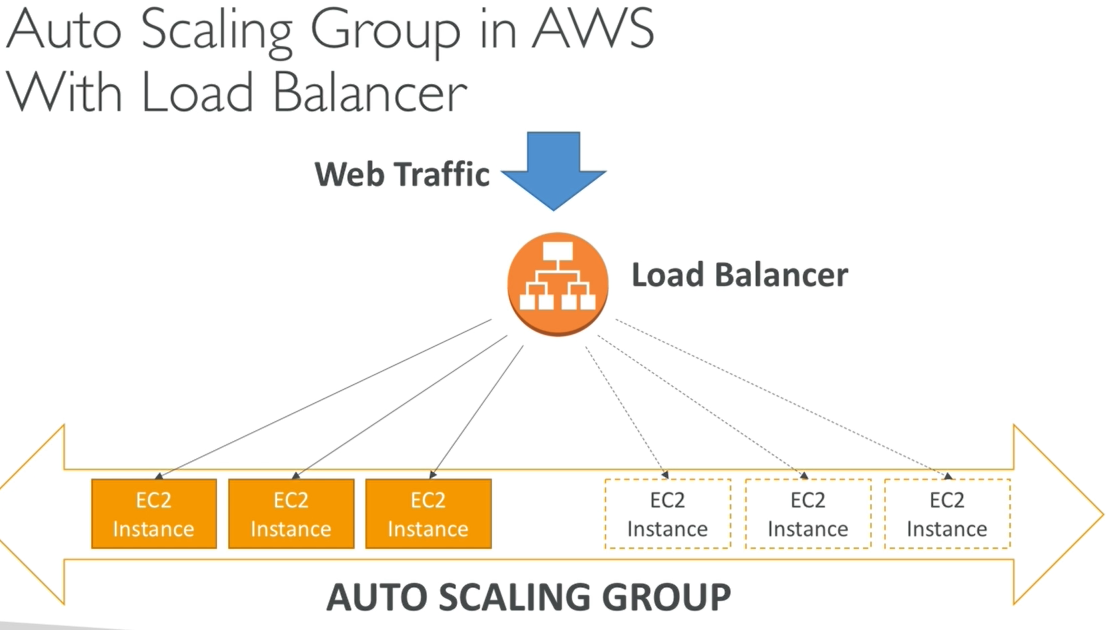 Auto Scaling Group in AWS
With Load Balancer
Web Traffic
Load Balancer
EC2
Instance
EC2
Instance
EC2
Instance
EC2
Instance
EC2
Instance
EC2
Instance
AUTO SCALING GROUP